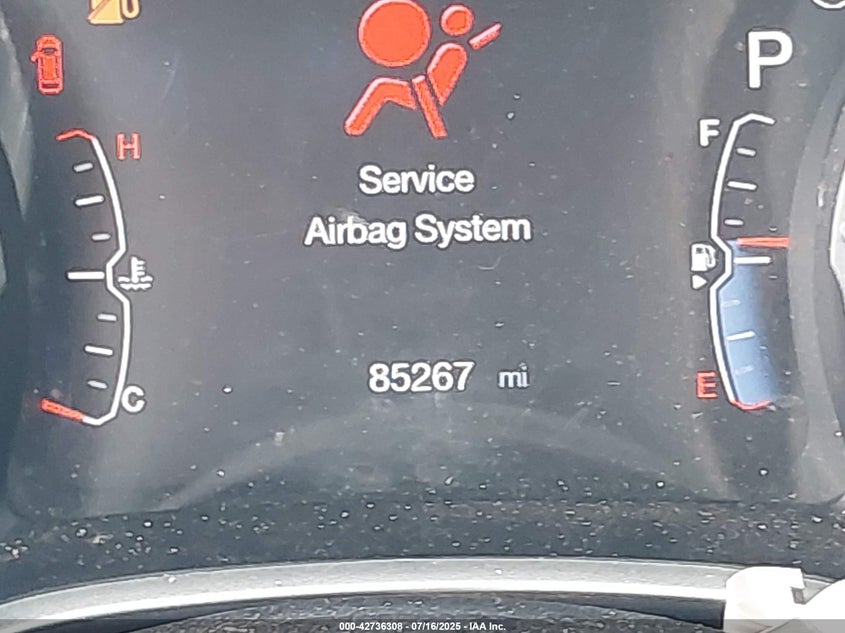 P
H
F
Service
Airbag System
85267 mi
C
E
000-42736308 - 07/16/2025 - IAA Inc.